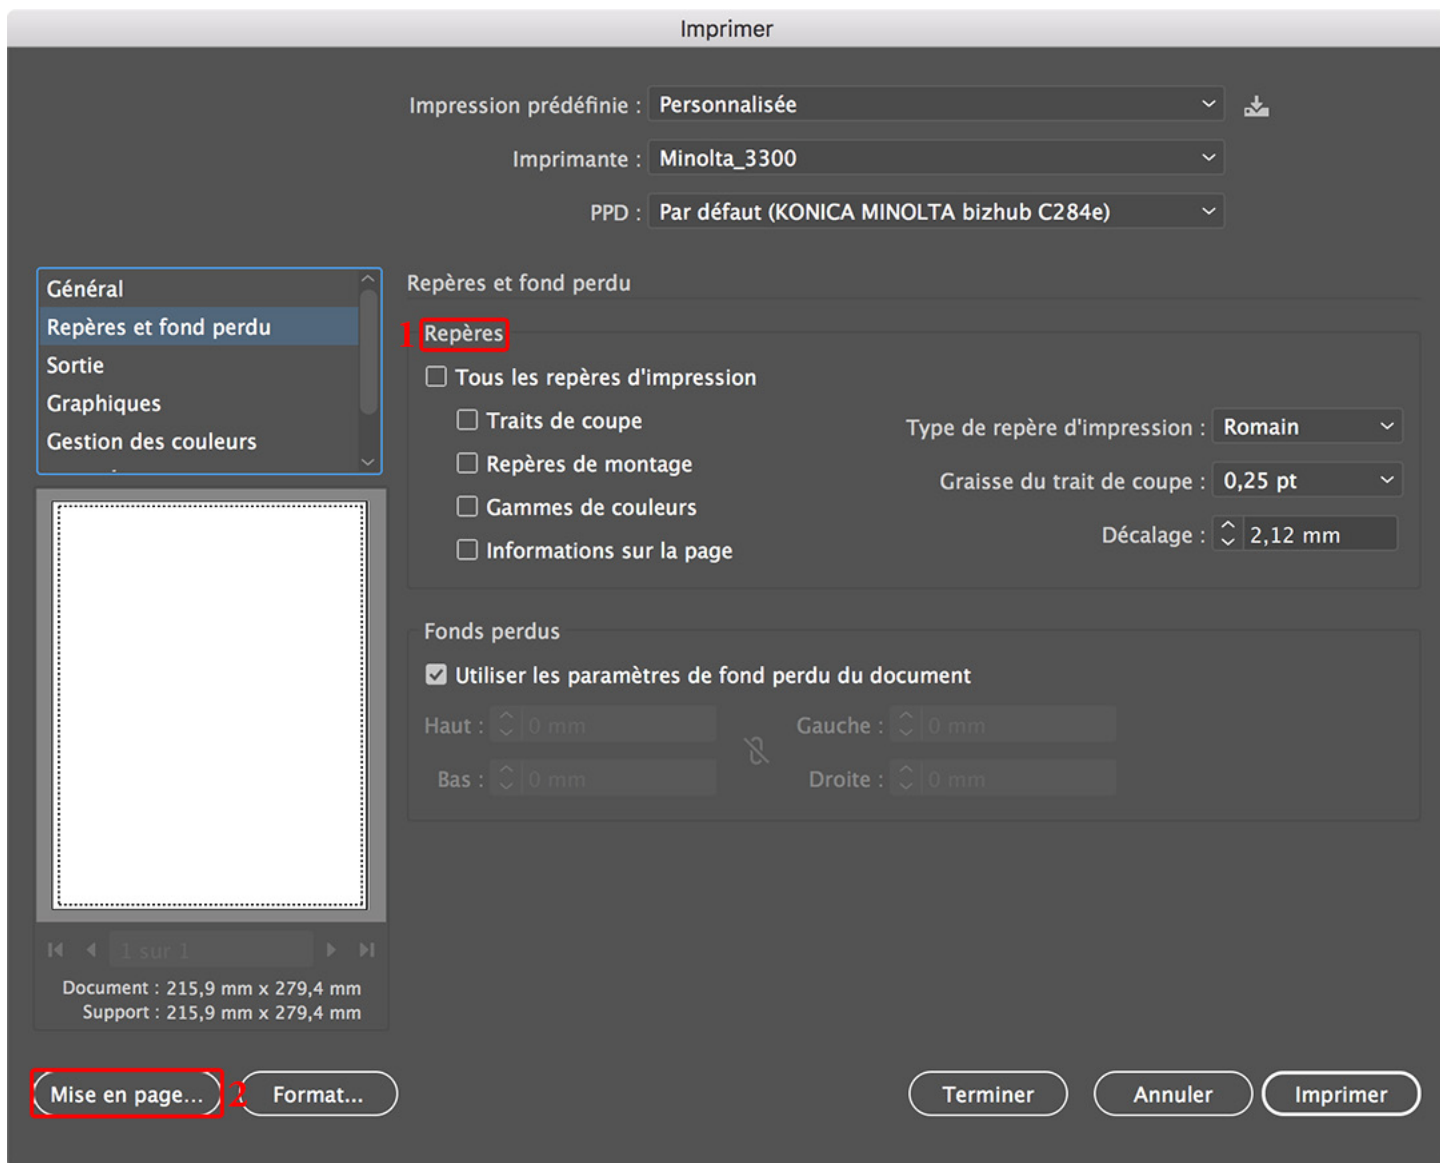 Imprimer
Impression prédéfinie : Personnalisée
Imprimante : Minolta_3300
PPD : Par défaut (KONICA MINOLTA bizhub C284e)
Général
Repères et fond perdu
Sortie
Graphiques
Gestion des couleurs
Repères et fond perdu
1 Repères
Tous les repères d'impression
Traits de coupe
Repères de montage
Gammes de couleurs
Informations sur la page
Type de repère d'impression : Romain
Graisse du trait de coupe : 0,25 pt
Décalage : 2,12 mm
Fonds perdus
Utiliser les paramètres de fond perdu du document
Haut : 0 mm Gauche : 0 mm
Bas : 0 mm Droite : 0 mm
1 sur 1
Document : 215,9 mm x 279,4 mm
Support : 215,9 mm x 279,4 mm
Mise en page... 2 Format... Terminer Annuler Imprimer